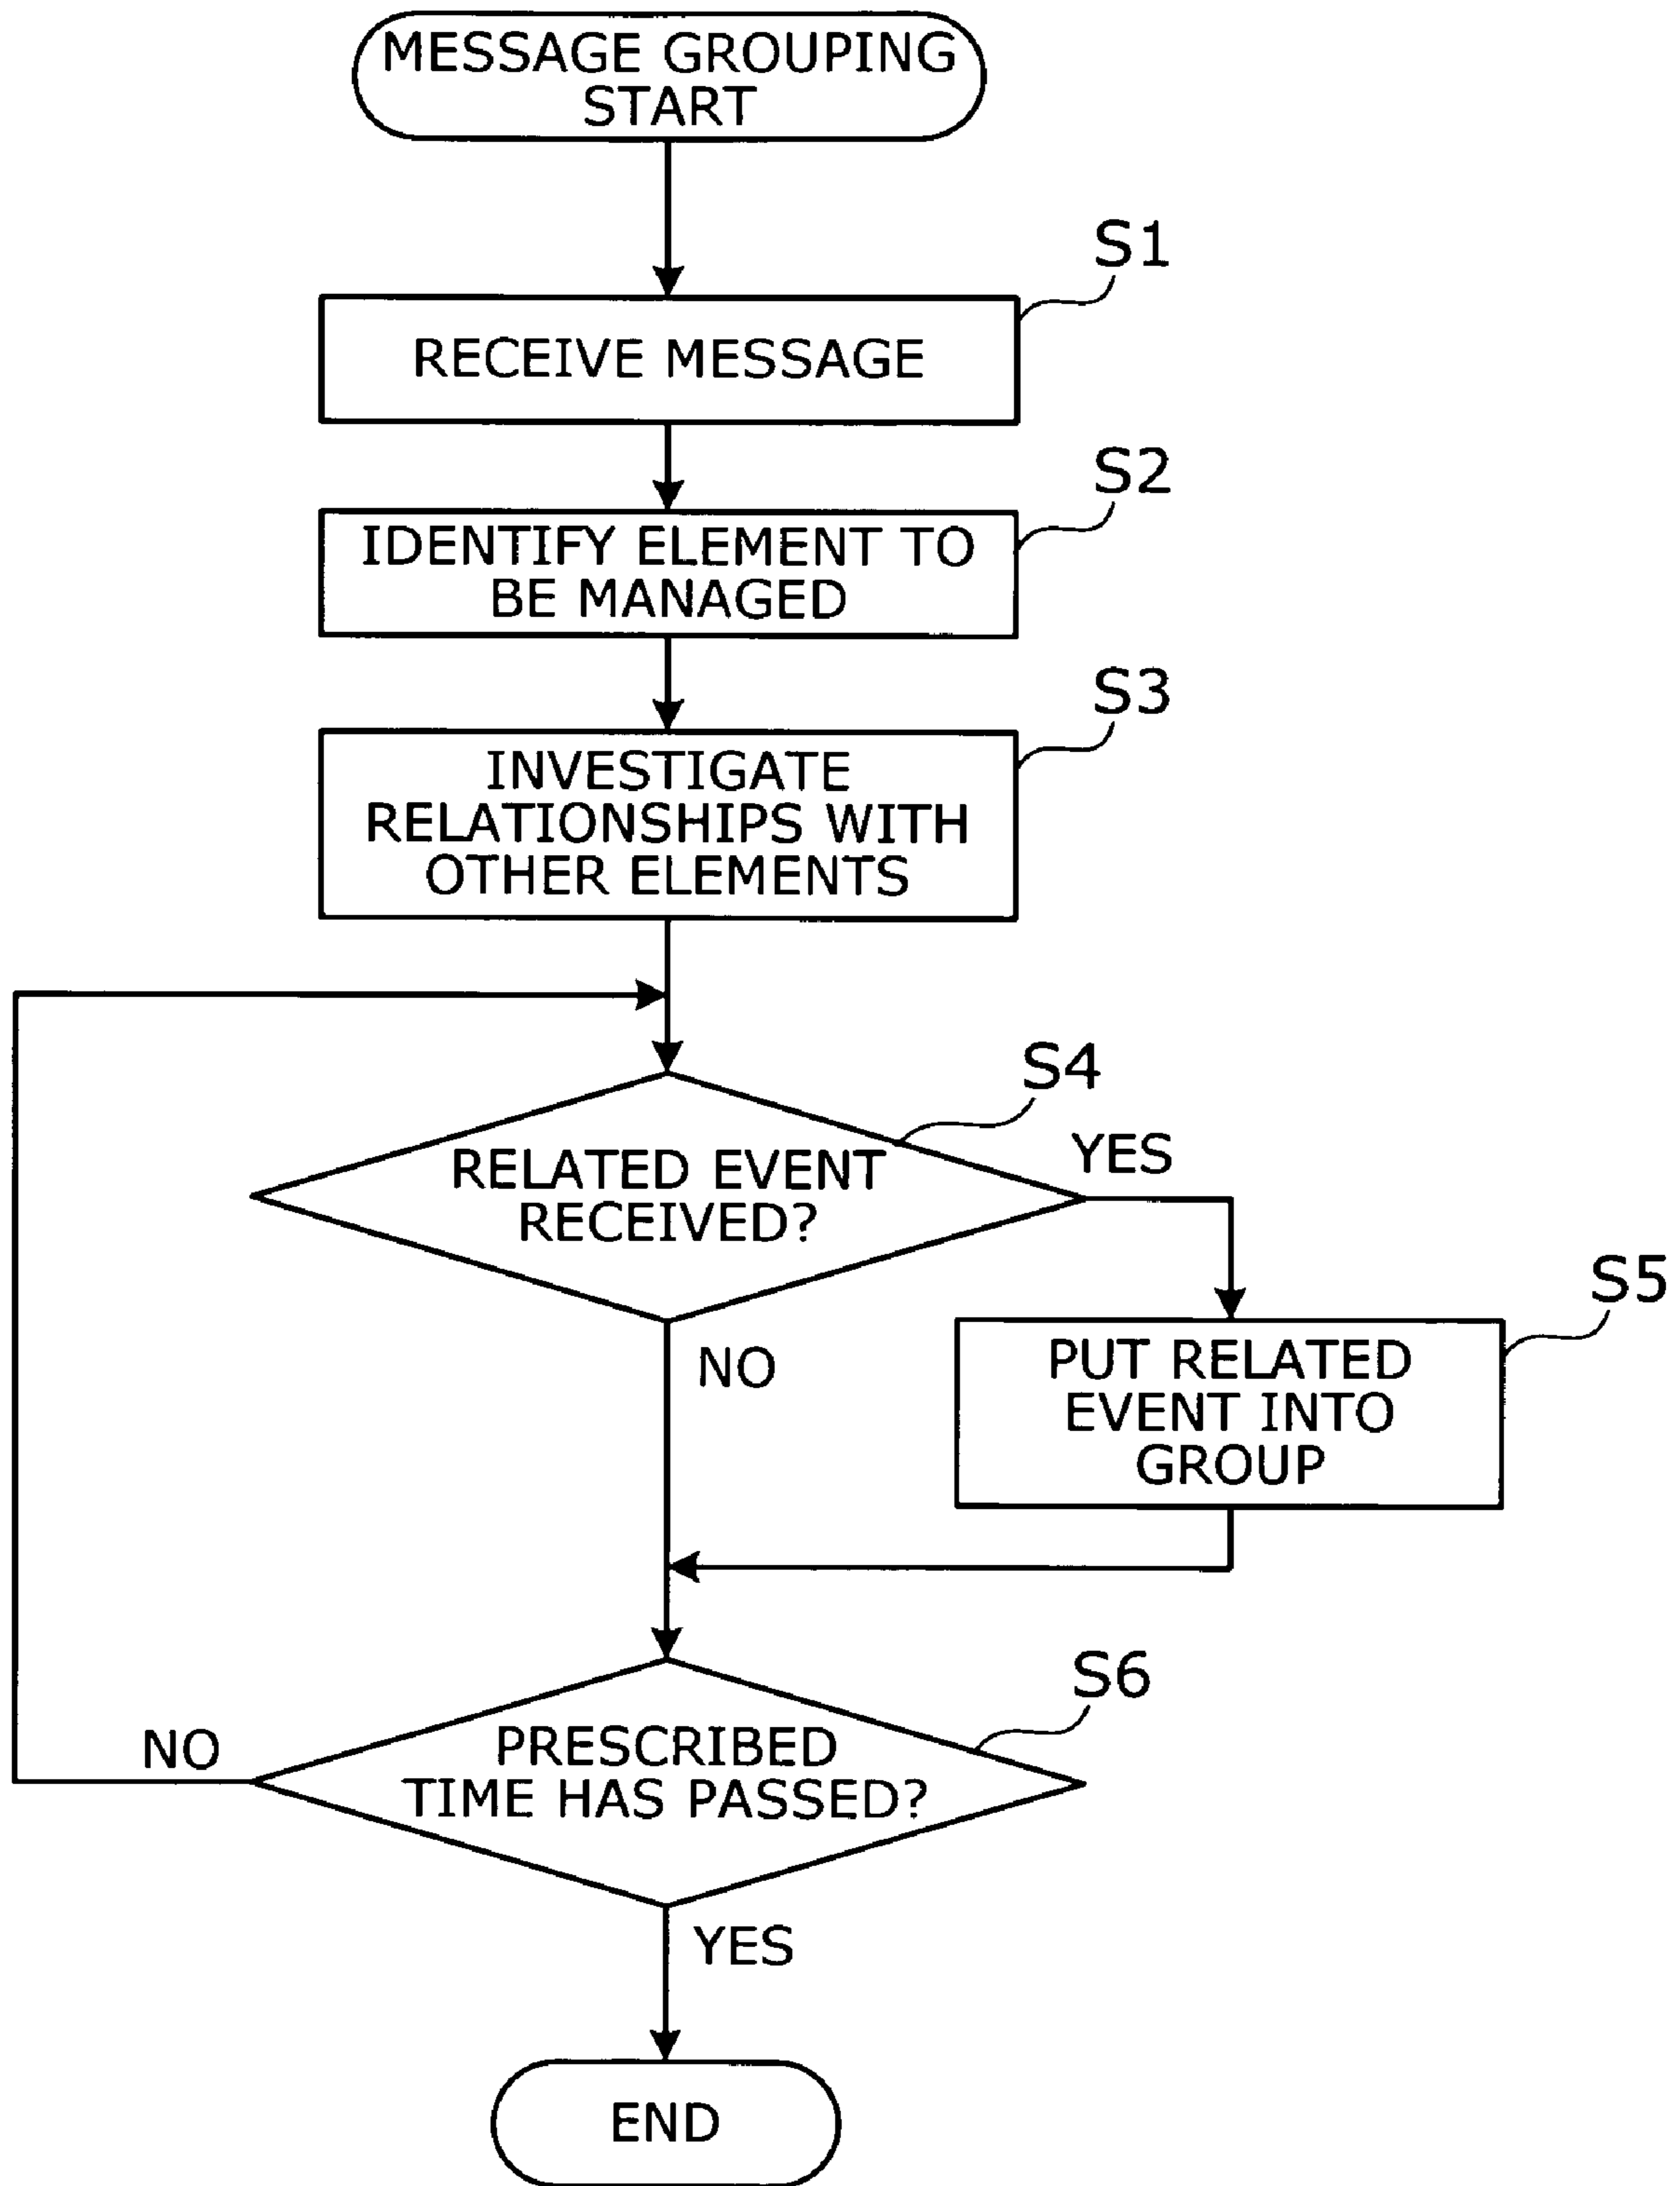 MESSAGE GROUPING
START
S1
RECEIVE MESSAGE
S2
IDENTIFY ELEMENT TO
BE MANAGED
S3
INVESTIGATE
RELATIONSHIPS WITH
OTHER ELEMENTS
S4
RELATED EVENT
RECEIVED?
YES
NO
S5
PUT RELATED
EVENT INTO
GROUP
S6
PRESCRIBED
TIME HAS PASSED?
NO
YES
END